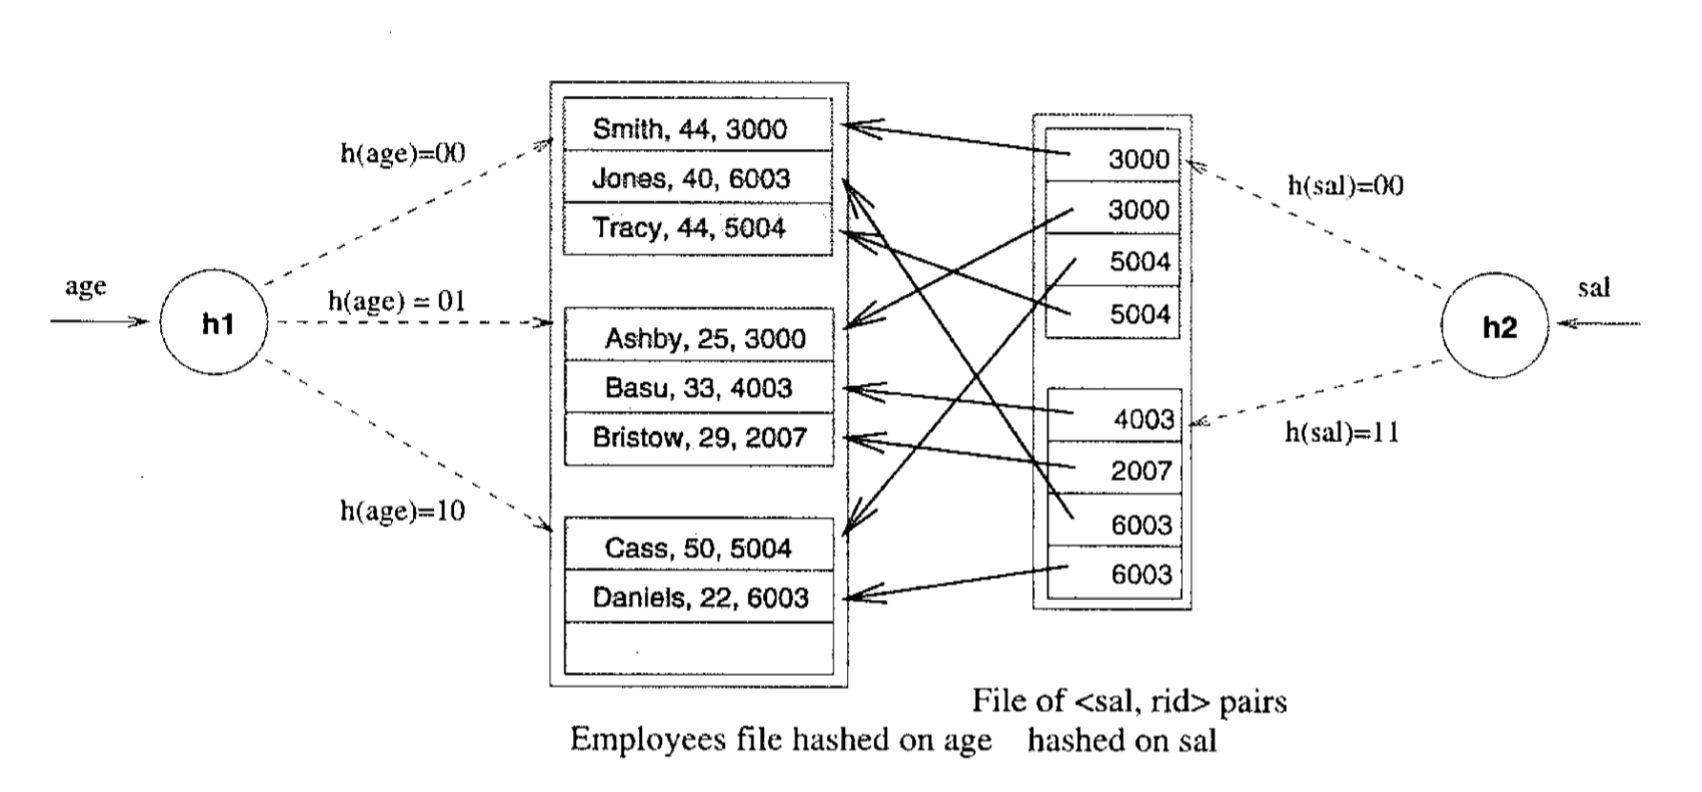 h(age)=00
age
h1
h(age) = 01
h(age)=10
Smith, 44, 3000
Jones, 40, 6003
Tracy, 44, 5004
Ashby, 25, 3000
Basu, 33, 4003
Bristow, 29, 2007
Cass, 50, 5004
Daniels, 22, 6003
3000
3000
5004
5004
4003
2007
6003
6003
h(sal)=00
sal
h2
h(sal)=11
File of <sal, rid> pairs
hashed on sal
Employees file hashed on age